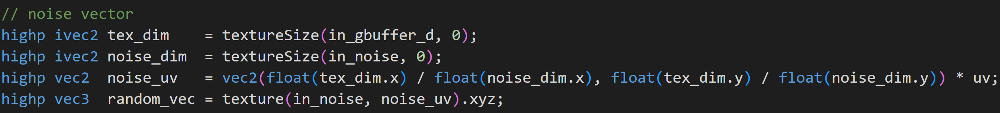 // noise vector
highp ivec2 tex_dim    = textureSize(in_gbuffer_d, 0);
highp ivec2 noise_dim  = textureSize(in_noise, 0);
highp vec2  noise_uv   = vec2(float(tex_dim.x) / float(noise_dim.x), float(tex_dim.y) / float(noise_dim.y)) * uv;
highp vec3  random_vec = texture(in_noise, noise_uv).xyz;